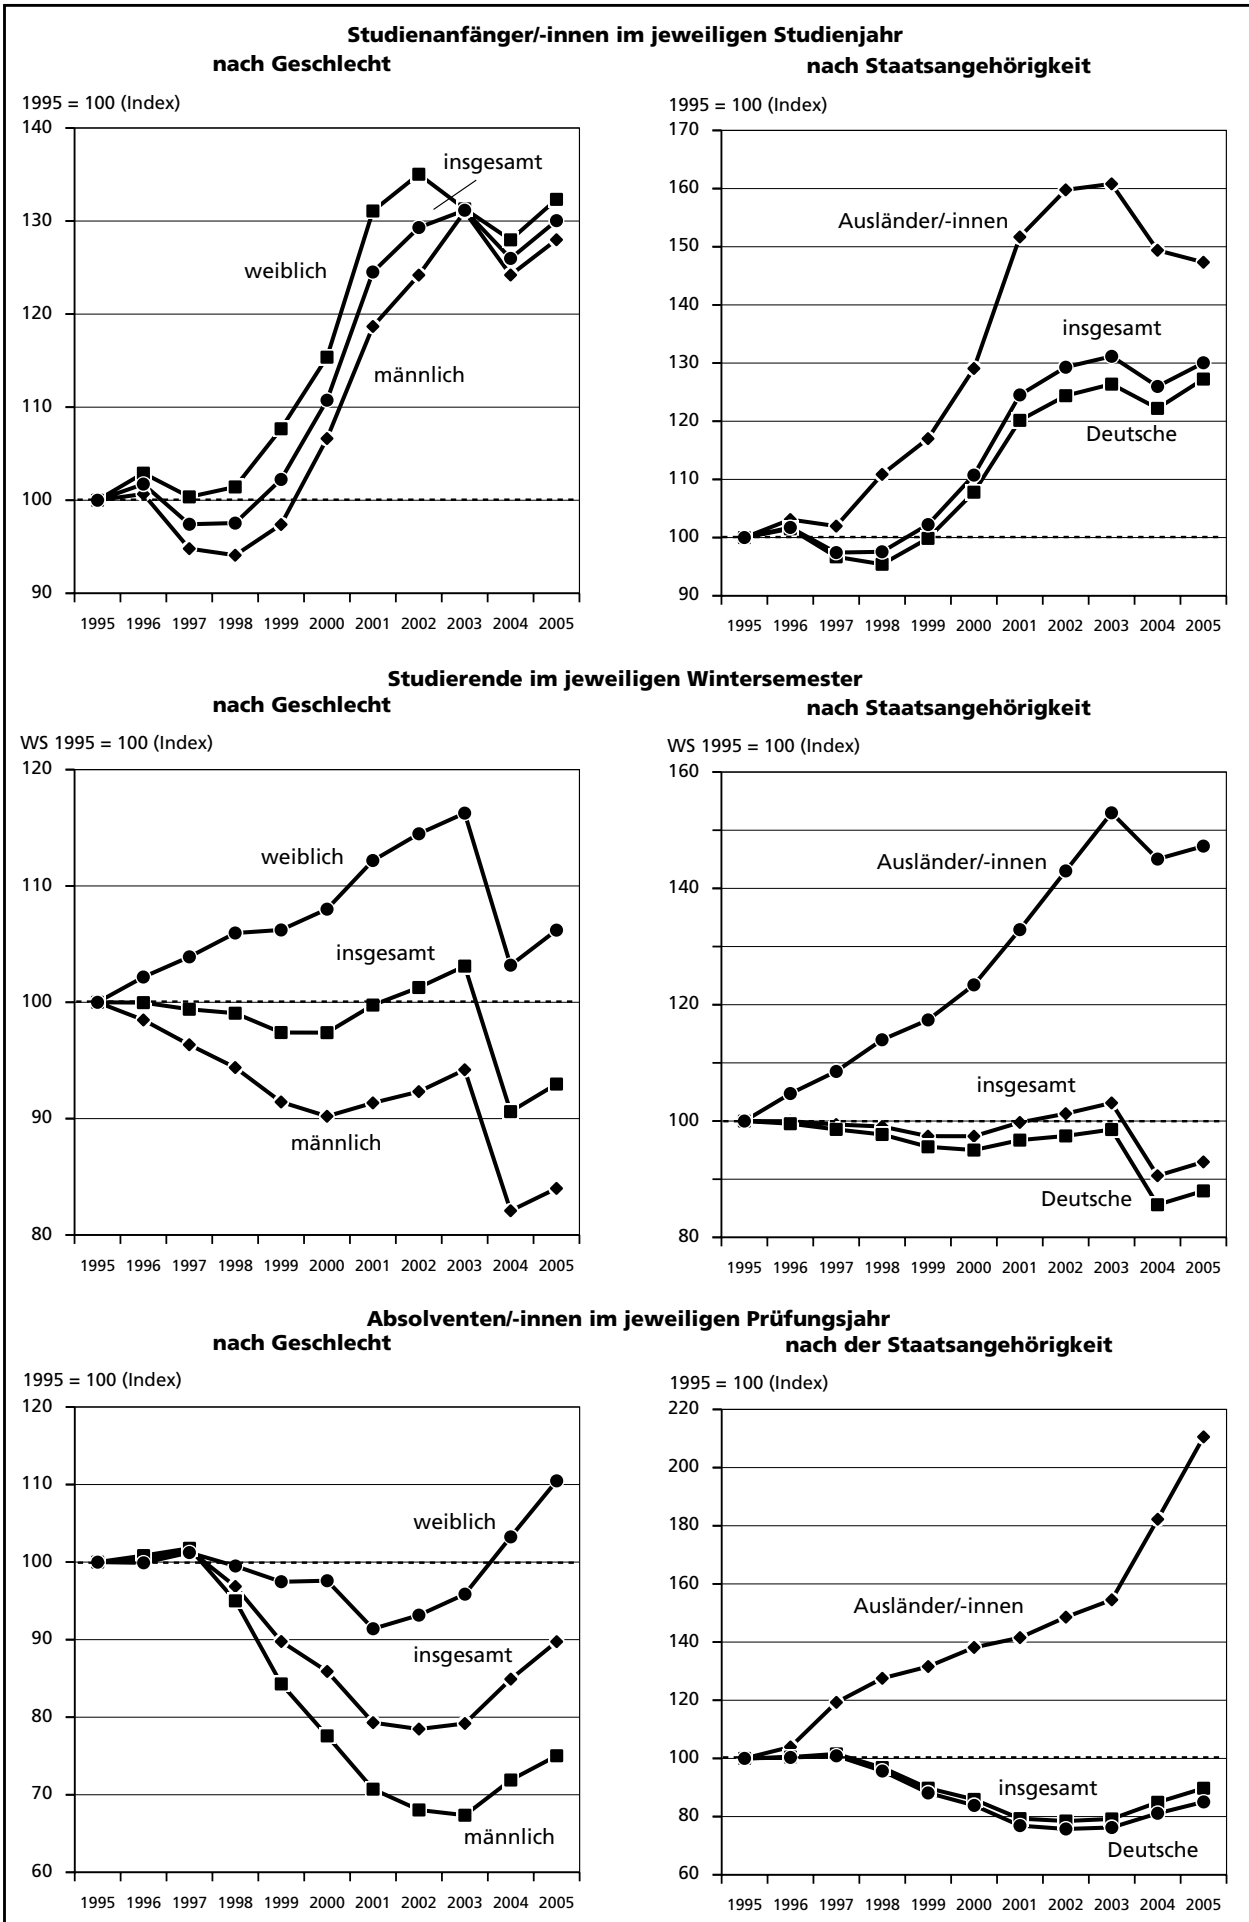 Studienanfänger/-innen im jeweiligen Studienjahr
nach Geschlecht
1995 = 100 (Index)
140
130
120
110
100
90
insgesamt
weiblich
männlich
1995 1996 1997 1998 1999 2000 2001 2002 2003 2004 2005
nach Staatsangehörigkeit
1995 = 100 (Index)
170
160
150
140
130
120
110
100
90
Ausländer/-innen
insgesamt
Deutsche
1995 1996 1997 1998 1999 2000 2001 2002 2003 2004 2005
Studierende im jeweiligen Wintersemester
nach Geschlecht
WS 1995 = 100 (Index)
120
110
100
90
80
weiblich
insgesamt
männlich
1995 1996 1997 1998 1999 2000 2001 2002 2003 2004 2005
nach Staatsangehörigkeit
WS 1995 = 100 (Index)
160
140
120
100
80
Ausländer/-innen
insgesamt
Deutsche
1995 1996 1997 1998 1999 2000 2001 2002 2003 2004 2005
Absolventen/-innen im jeweiligen Prüfungsjahr
nach Geschlecht
1995 = 100 (Index)
120
110
100
90
80
70
60
weiblich
insgesamt
männlich
1995 1996 1997 1998 1999 2000 2001 2002 2003 2004 2005
nach der Staatsangehörigkeit
1995 = 100 (Index)
220
200
180
160
140
120
100
80
60
Ausländer/-innen
insgesamt
Deutsche
1995 1996 1997 1998 1999 2000 2001 2002 2003 2004 2005